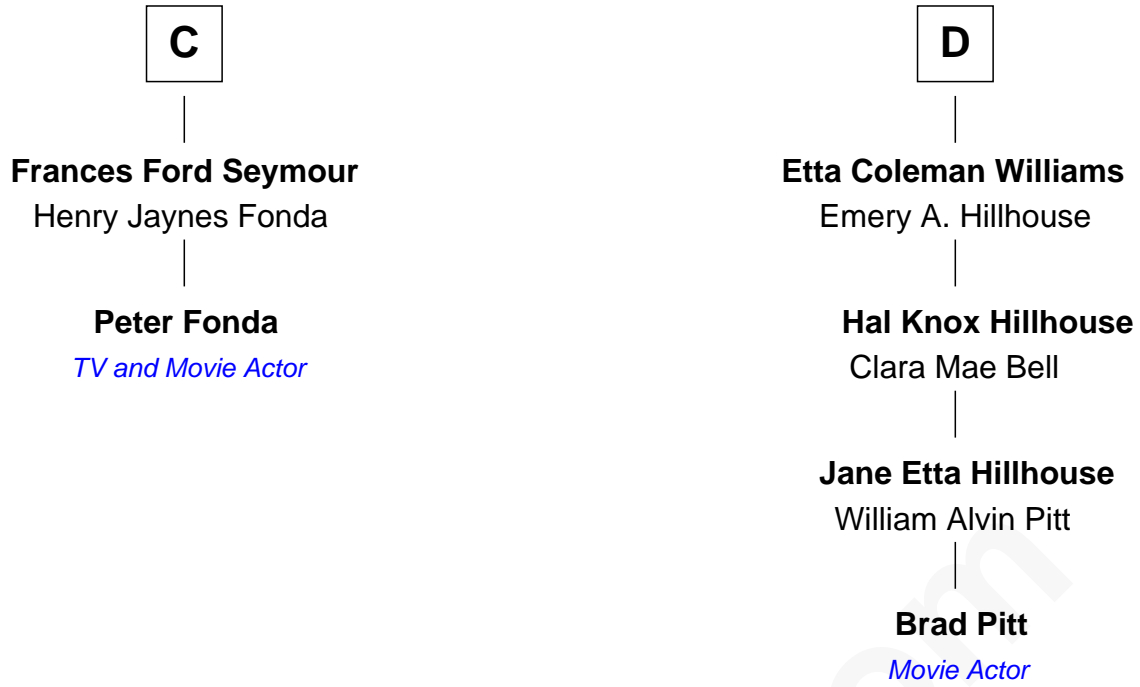 C
Frances Ford Seymour
Henry Jaynes Fonda
Peter Fonda
TV and Movie Actor
D
Etta Coleman Williams
Emery A. Hillhouse
Hal Knox Hillhouse
Clara Mae Bell
Jane Etta Hillhouse
William Alvin Pitt
Brad Pitt
Movie Actor